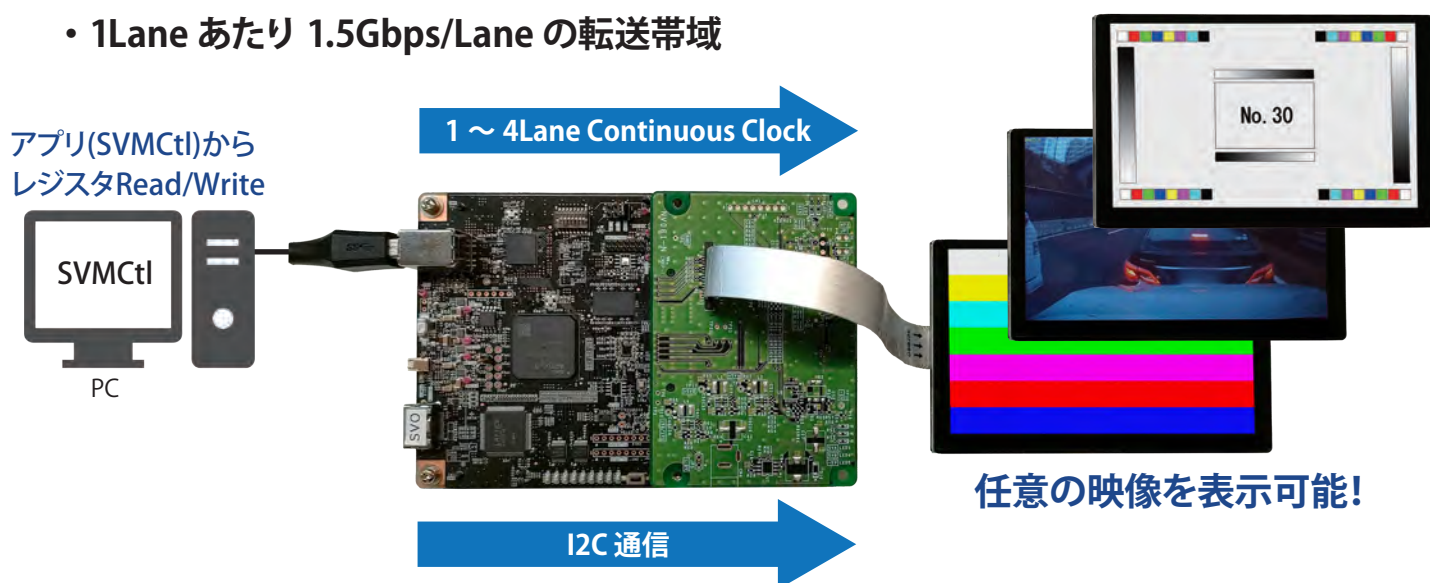 ・1Lane あたり 1.5Gbps/Lane の転送帯域
1 ～ 4Lane Continuous Clock
アプリ(SVMCtl)から
レジスタRead/Write
SVMCtl
PC
No. 30
SVO
任意の映像を表示可能!
I2C 通信